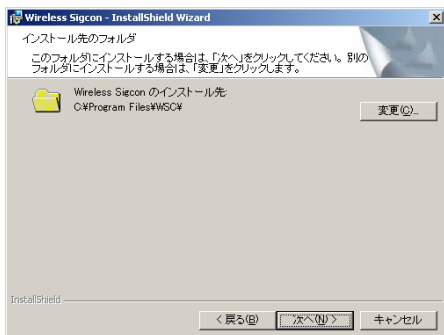 Wireless Sigcon - InstallShield Wizard
インストール先のフォルダ
このフォルダにインストールする場合は、「次へ」をクリックしてください。別の
フォルダにインストールする場合は、「変更」をクリックします。
Wireless Sigcon のインストール先:
C:¥Program Files¥WSC¥
変更(C)...
InstallShield
< 戻る(B)
次へ(N) >
キャンセル